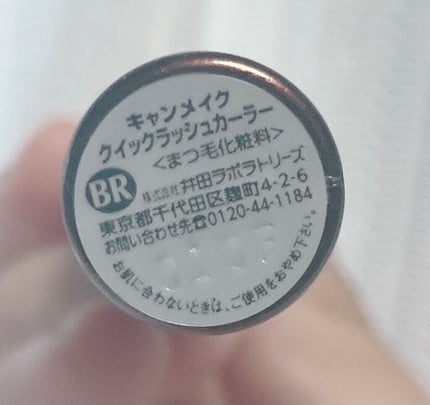 キャンメイク
クイックラッシュカーラー
<まつ毛化粧料>
BR 株式会社 井田ラボラトリーズ
東京都千代田区麹町4-2-6
お問い合わせ先☎0120-44-1184
お肌に合わないときは、ご使用をおやめ下さい。